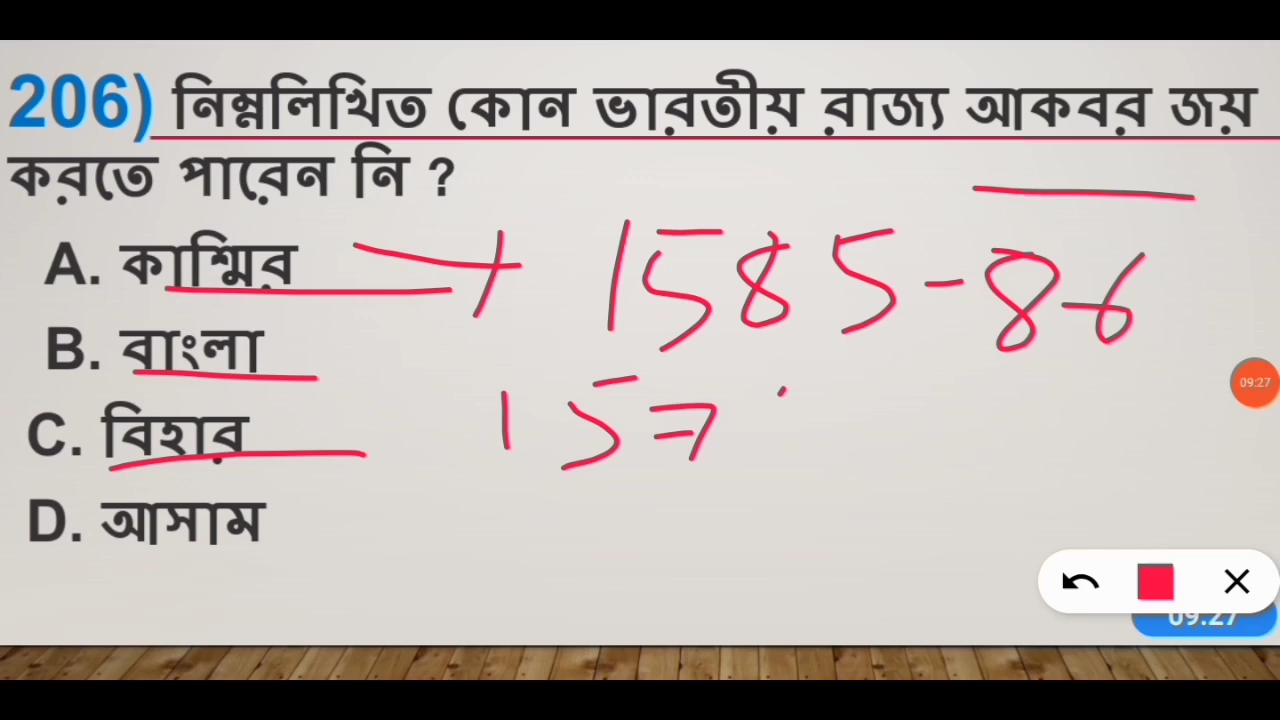 206) নিম্নলিখিত কোন ভারতীয় রাজ্য আকবর জয়
করতে পারেন নি ?
A. কাশ্মির 1585-86
B. বাংলা
157
C. বিহার
D. আসাম
09:27
09:27